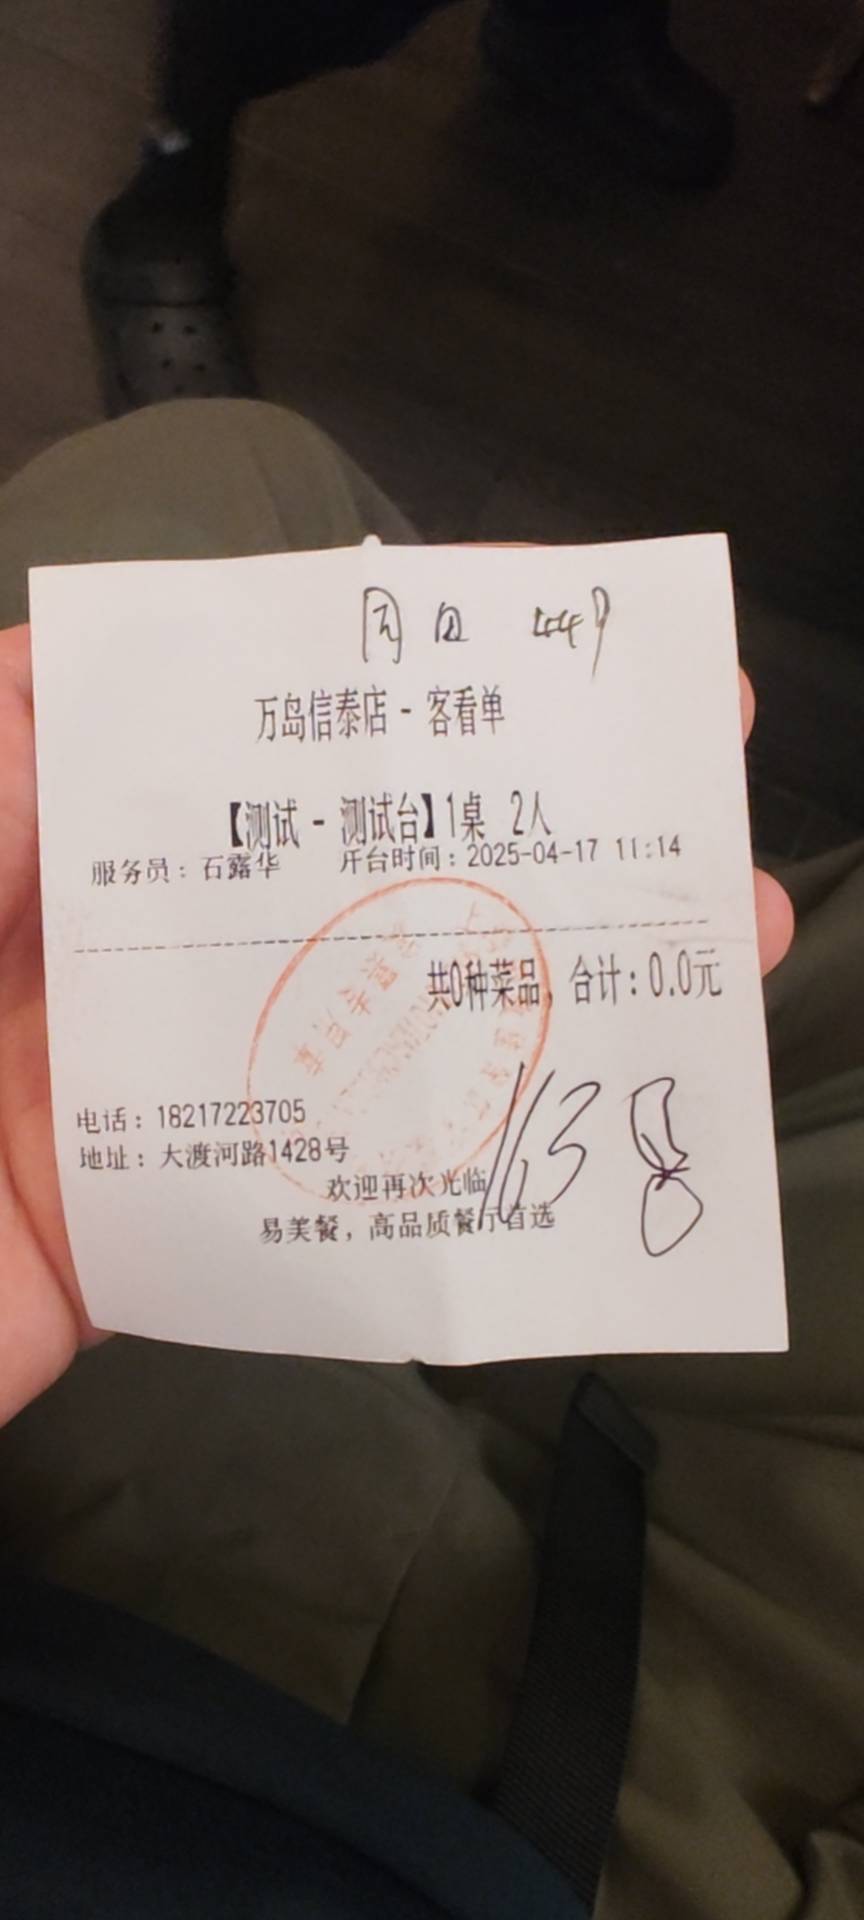 万岛信泰店 - 客看单
【测试 - 测试台】1桌 2人
服务员：石露华 开台时间：2025-04-17 11:14
共0种菜品，合计：0.0元
电话：18217223705
地址：大渡河路1428号
欢迎再次光临
163
易美餐，高品质餐厅首选